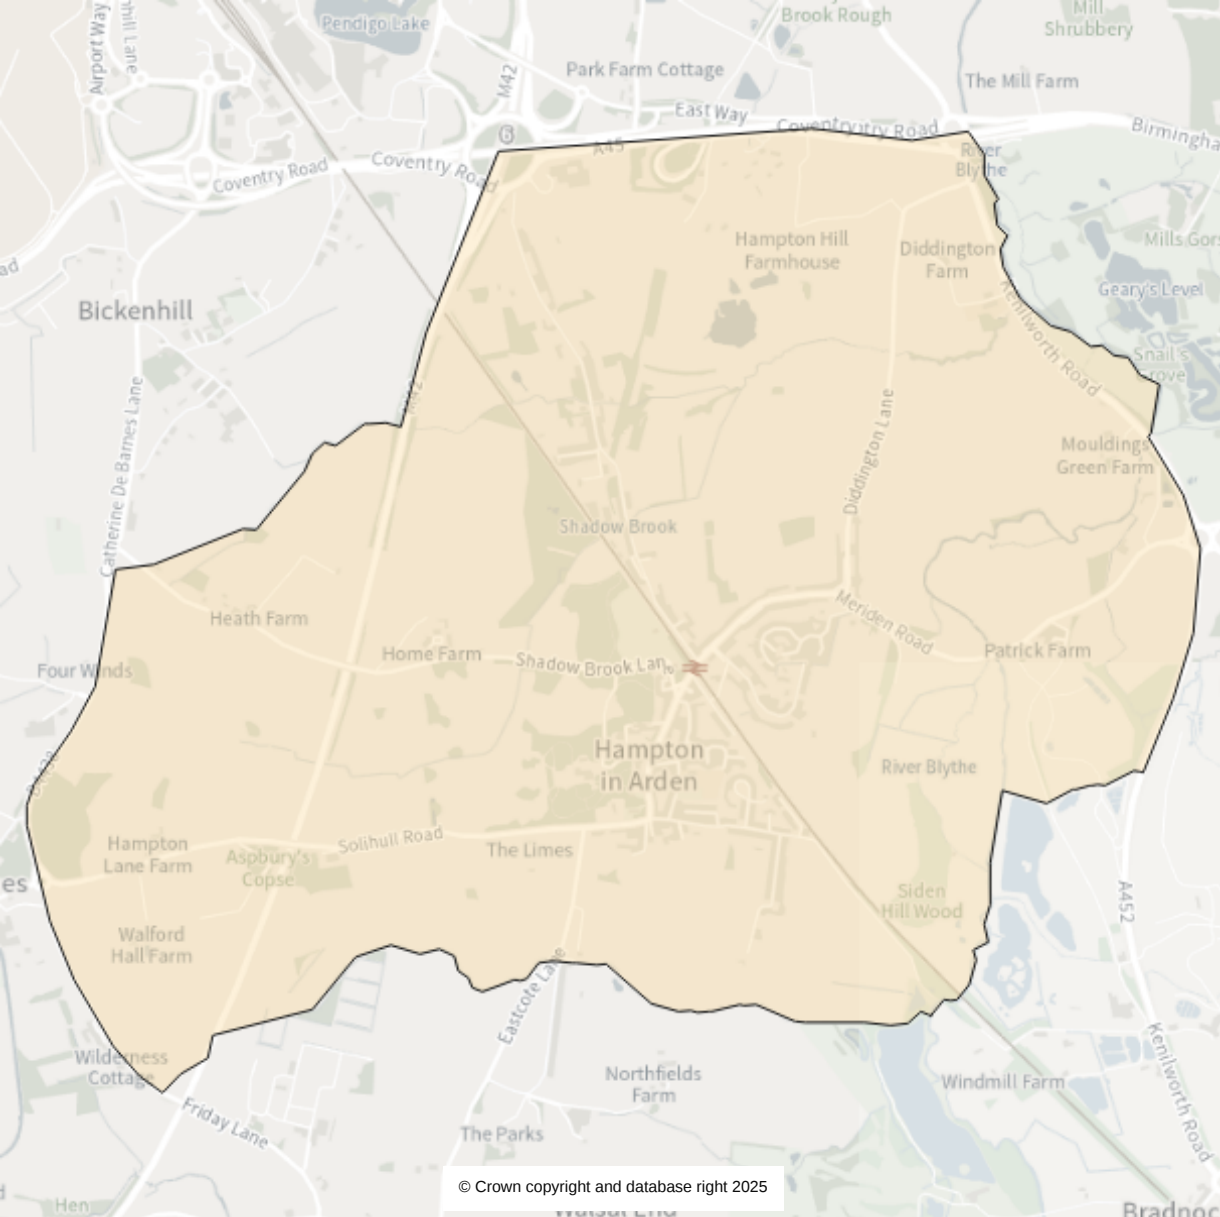 Airport Way
Pendigo Lake
Brook Rough
Mill
Shrubbery
M42
Park Farm Cottage
The Mill Farm
East Way
6
A45
Coventry Road
River
Blythe
Coventry Road
Coventry Road
Hampton Hill
Farmhouse
Diddington
Farm
Geary's Level
Bickenhill
Kenilworth Road
Snail's
M42
Catherine De Barnes Lane
Diddington Lane
Mouldings
Green Farm
Shadow Brook
Heath Farm
Meriden Road
Home Farm
Shadow Brook Lane
Patrick Farm
Four Winds
Hampton
in Arden
River Blythe
Hampton
Lane Farm
Aspbury's
Copse
Solihull Road
The Limes
Siden
Hill Wood
A452
Walford
Hall Farm
Eastcote Lane
Wilderness
Cottage
Northfields
Farm
Windmill Farm
Kenilworth Road
Friday Lane
The Parks
© Crown copyright and database right 2025
Hen